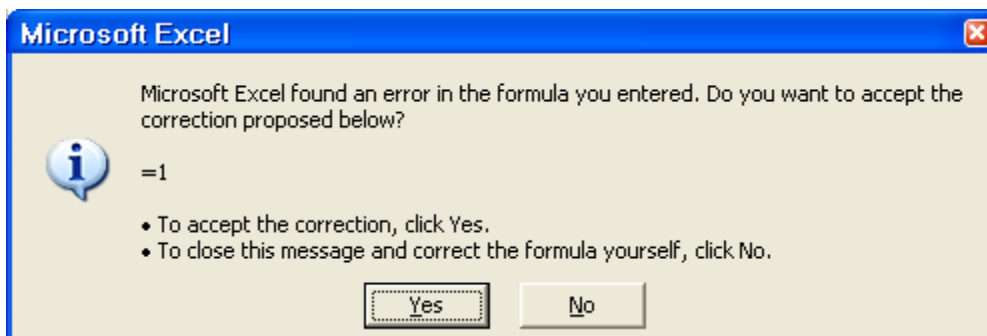 Microsoft Excel
Microsoft Excel found an error in the formula you entered. Do you want to accept the
correction proposed below?
=1
• To accept the correction, click Yes.
• To close this message and correct the formula yourself, click No.
Yes
No